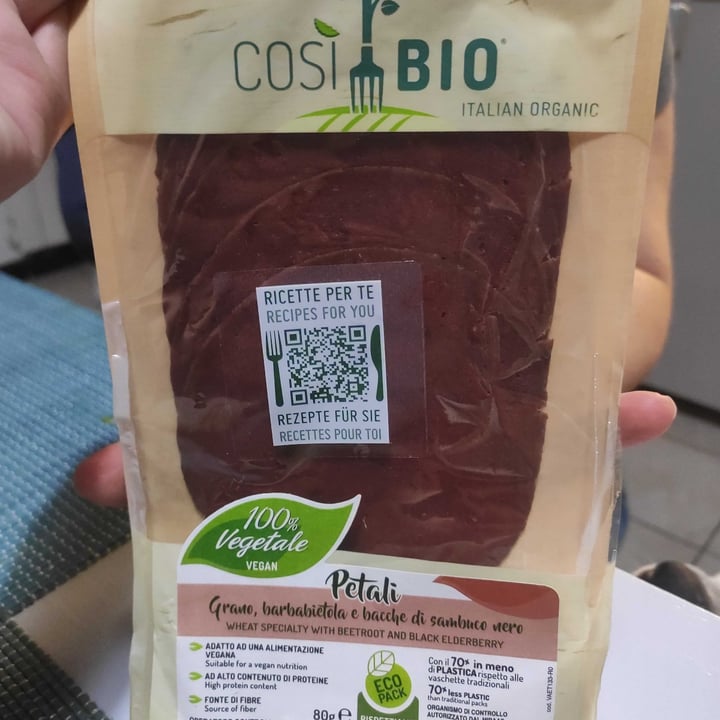 COSÌ BIO®
ITALIAN ORGANIC
RICETTE PER TE
RECIPES FOR YOU
REZEPTE FÜR SIE
RECETTES POUR TOI
100%
Vegetale
VEGAN
Petali
Grano, barbabietola e bacche di sambuco nero
WHEAT SPECIALTY WITH BEETROOT AND BLACK ELDERBERRY
ADATTO AD UNA ALIMENTAZIONE
VEGANA
Suitable for a vegan nutrition
AD ALTO CONTENUTO DI PROTEINE
High protein content
FONTE DI FIBRE
Source of fiber
80g e
ECO
PACK
Con il 70% in meno
di PLASTICA rispetto alle
vaschette tradizionali
70% less PLASTIC
than traditional packs
ORGANISMO DI CONTROLLO